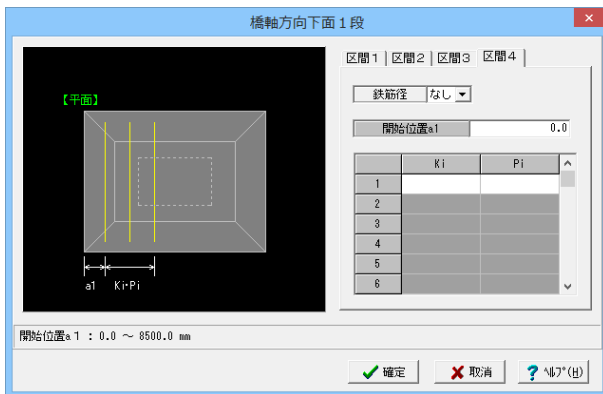 橋軸方向下面１段
区間１ 区間２ 区間３ 区間４
【平面】
鉄筋径 なし
開始位置a1 0.0
Ki Pi
1
2
3
4
5
6
a1 Ki･Pi
開始位置a１ : 0.0 ～ 8500.0 mm
確定 取消 ﾍﾙﾌﾟ(H)